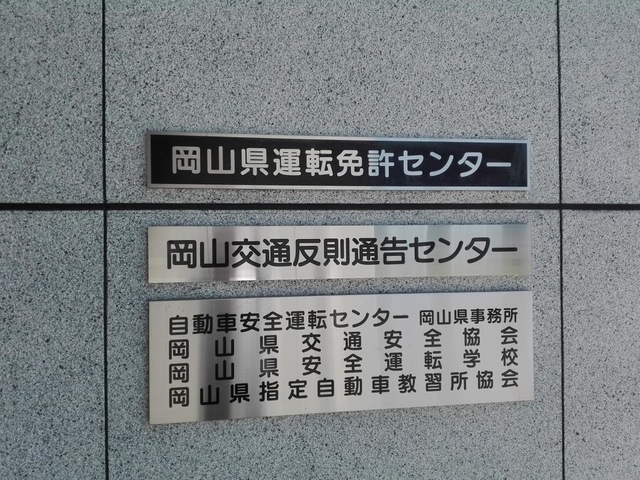 岡山県運転免許センター
岡山交通反則通告センター
自動車安全運転センター 岡山県事務所
岡山県交通安全協会
岡山県安全運転学校
岡山県指定自動車教習所協会